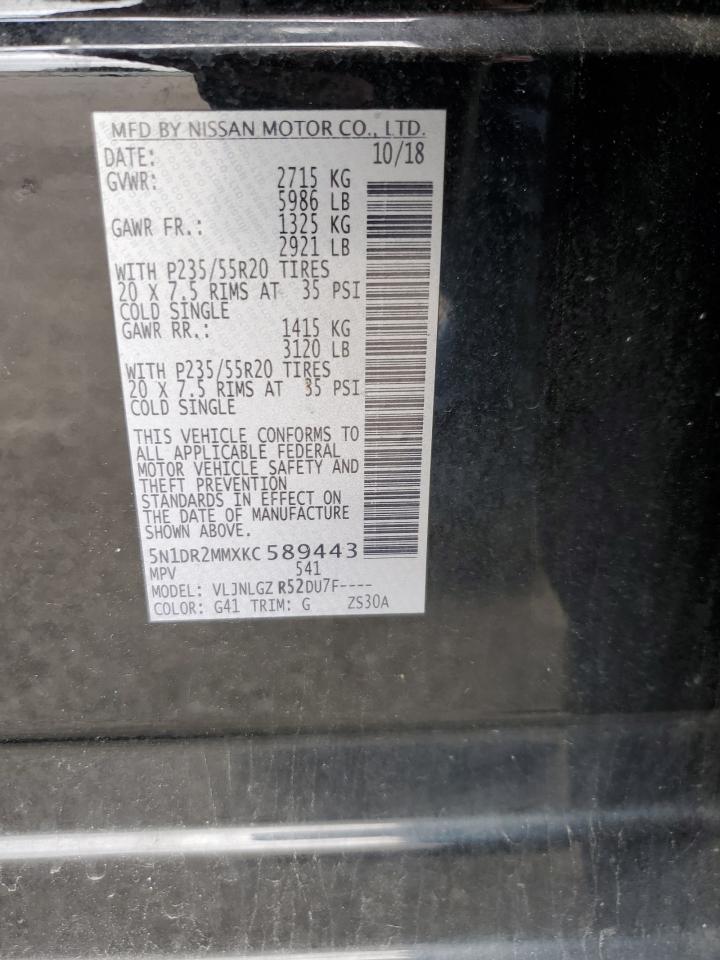 MFD BY NISSAN MOTOR CO., LTD.
DATE: 10/18
GVWR: 2715 KG
5986 LB
GAWR FR.: 1325 KG
2921 LB
WITH P235/55R20 TIRES
20 X 7.5 RIMS AT 35 PSI
COLD SINGLE
GAWR RR.: 1415 KG
3120 LB
WITH P235/55R20 TIRES
20 X 7.5 RIMS AT 35 PSI
COLD SINGLE
THIS VEHICLE CONFORMS TO
ALL APPLICABLE FEDERAL
MOTOR VEHICLE SAFETY AND
THEFT PREVENTION
STANDARDS IN EFFECT ON
THE DATE OF MANUFACTURE
SHOWN ABOVE.
5N1DR2MMXKC589443
MPV 541
MODEL: VLJNLGZ R52DU7F----
COLOR: G41 TRIM: G ZS30A